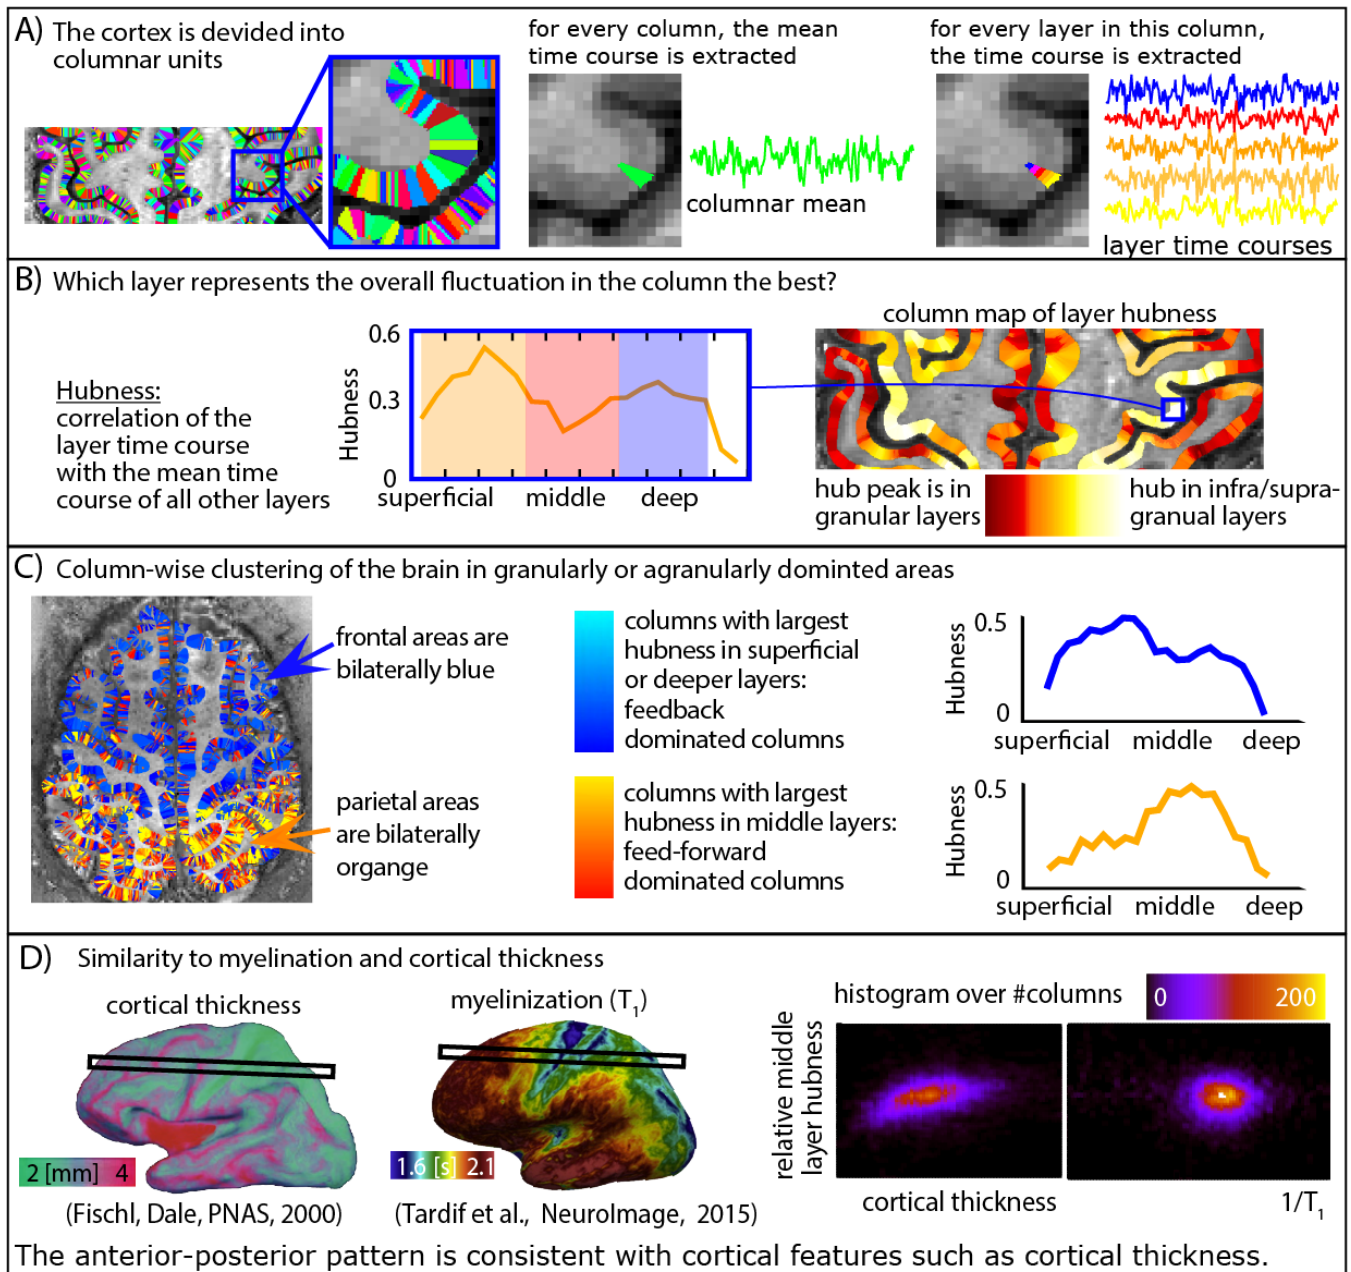 A) The cortex is devided into
columnar units
for every column, the mean
time course is extracted
columnar mean
for every layer in this column,
the time course is extracted
layer time courses
B) Which layer represents the overall fluctuation in the column the best?
Hubness:
correlation of the
layer time course
with the mean time
course of all other layers
Hubness
0.6
0.3
0
superficial middle deep
column map of layer hubness
hub peak is in
granular layers
hub in infra/supra-
granual layers
C) Column-wise clustering of the brain in granularly or agranularly dominted areas
frontal areas are
bilaterally blue
parietal areas
are bilaterally
organge
columns with largest
hubness in superficial
or deeper layers:
feedback
dominated columns
columns with largest
hubness in middle layers:
feed-forward
dominated columns
Hubness
0.5
0
superficial middle deep
Hubness
0.5
0
superficial middle deep
D) Similarity to myelination and cortical thickness
cortical thickness
2 [mm] 4
(Fischl, Dale, PNAS, 2000)
myelinization (T1)
1.6 [s] 2.1
(Tardif et al., NeuroImage, 2015)
histogram over #columns
0 200
relative middle
layer hubness
cortical thickness
1/T1
The anterior-posterior pattern is consistent with cortical features such as cortical thickness.